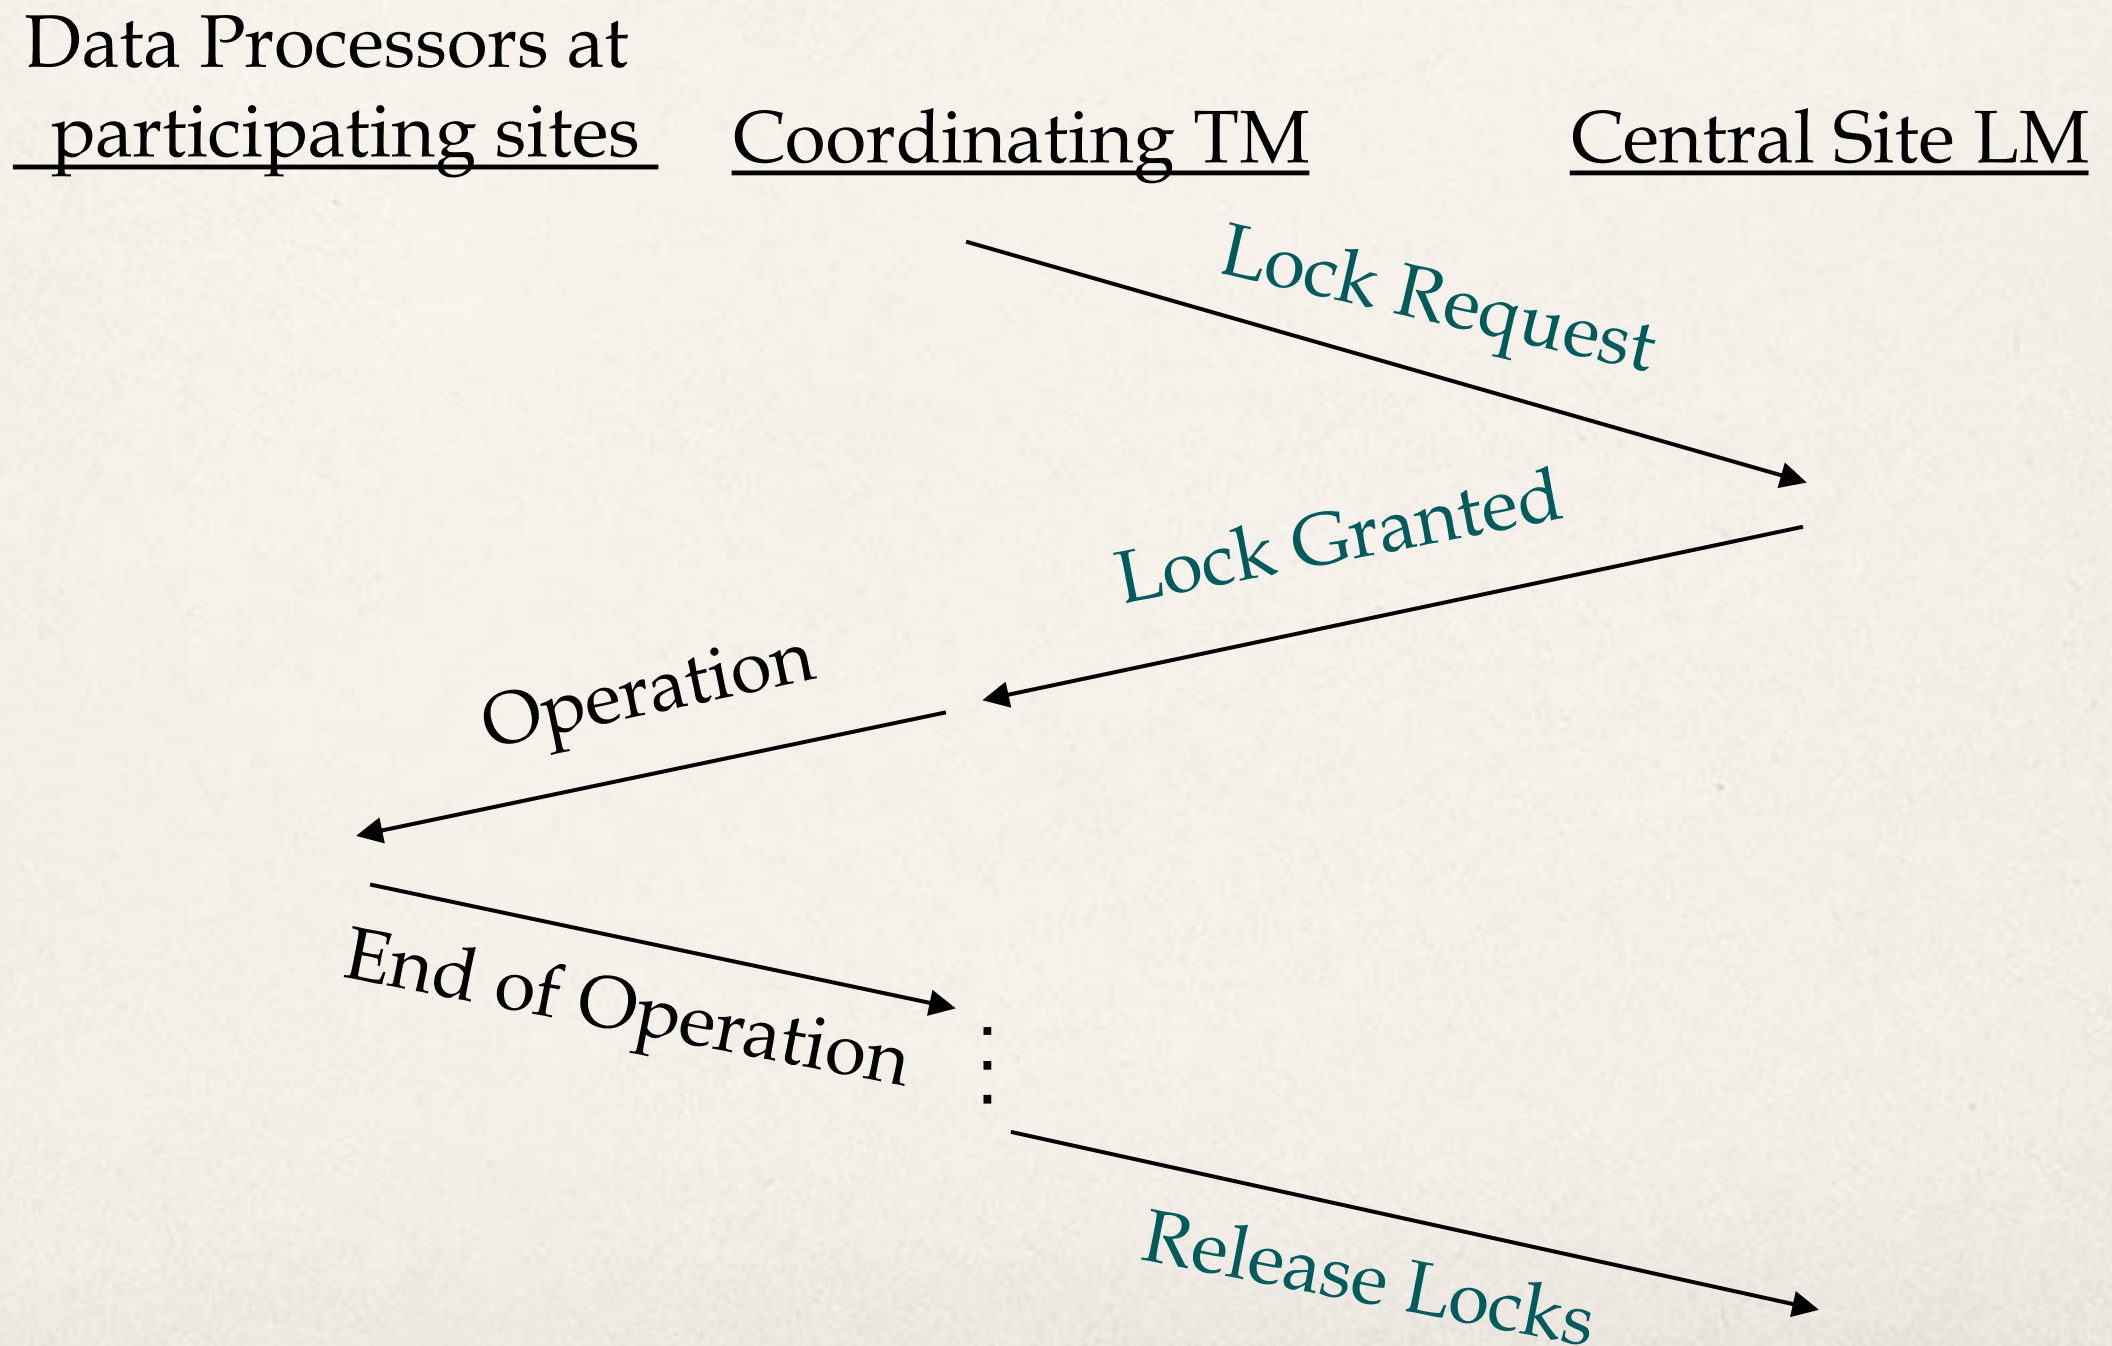 Data Processors at
participating sites
Coordinating TM
Central Site LM
Lock Request
Lock Granted
Operation
End of Operation
Release Locks